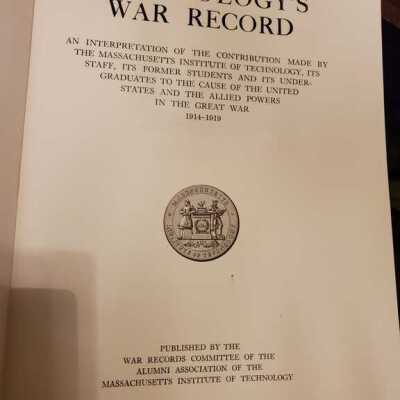 WAR RECORD
AN INTERPRETATION OF THE CONTRIBUTION MADE BY
THE MASSACHUSETTS INSTITUTE OF TECHNOLOGY, ITS
STAFF, ITS FORMER STUDENTS AND ITS UNDER-
GRADUATES TO THE CAUSE OF THE UNITED
STATES AND THE ALLIED POWERS
IN THE GREAT WAR
1914–1919
MASSACHUSETTS
PUBLISHED BY THE
WAR RECORDS COMMITTEE OF THE
ALUMNI ASSOCIATION OF THE
MASSACHUSETTS INSTITUTE OF TECHNOLOGY